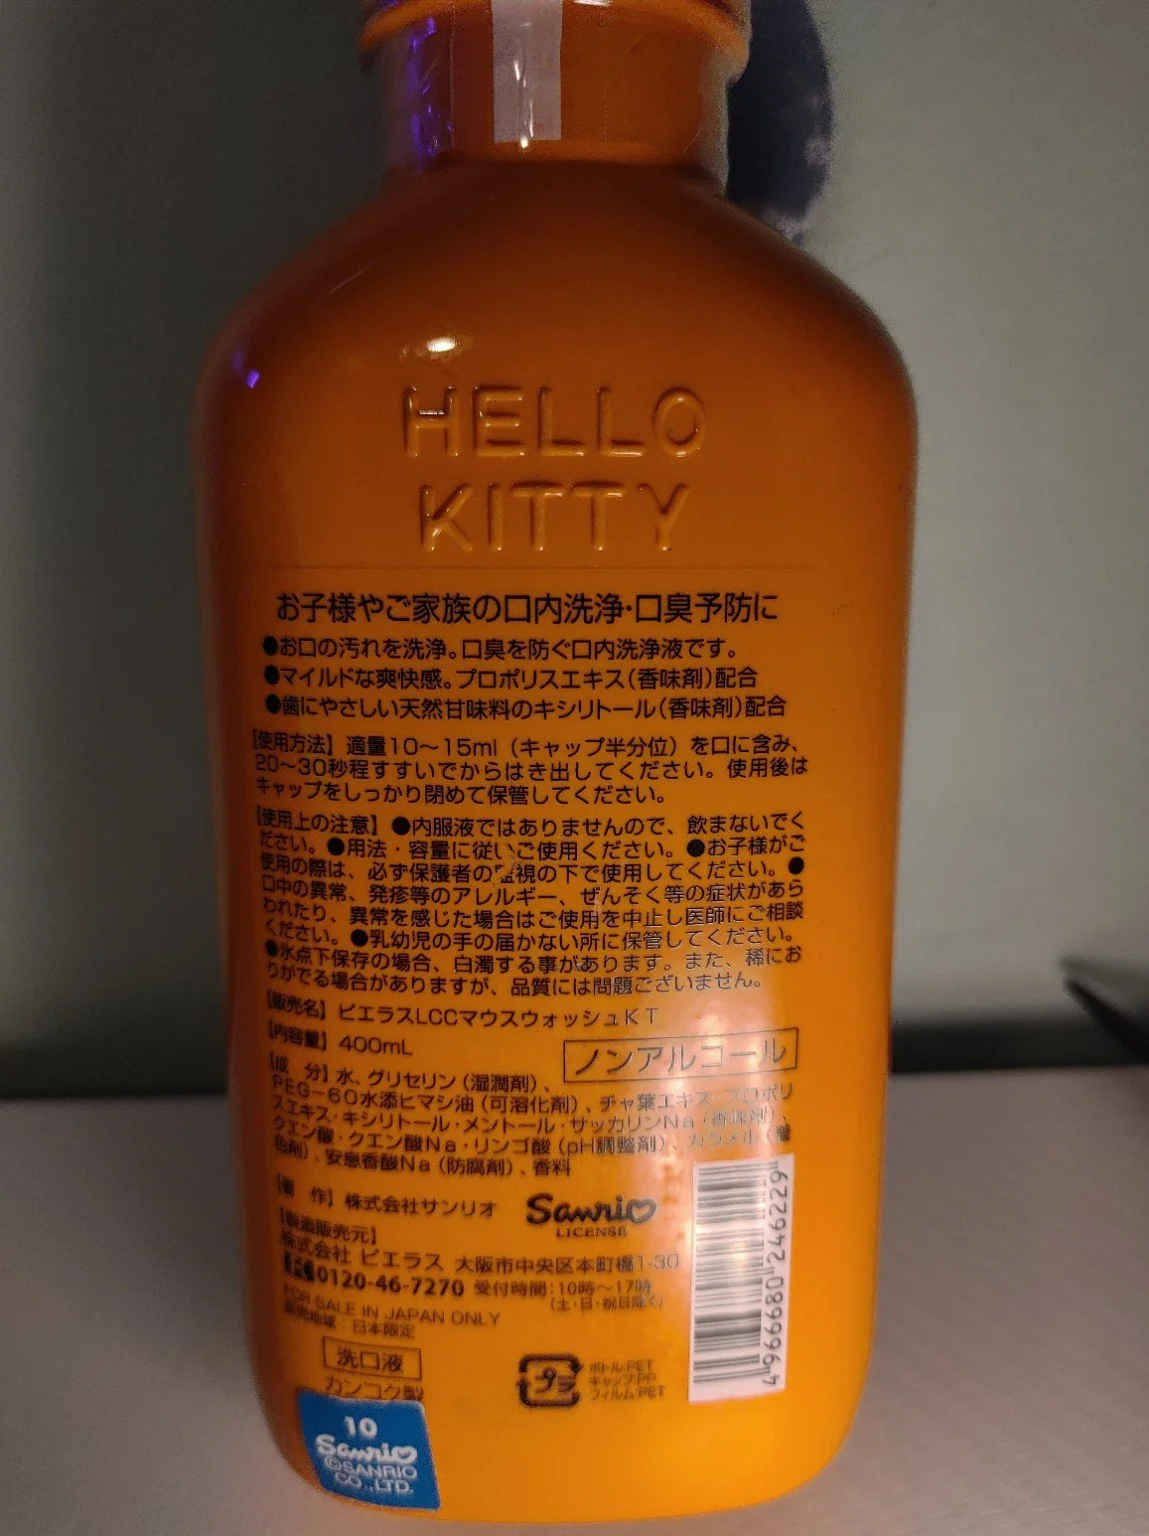 HELLO
KITTY
お子様やご家族の口内洗浄・口臭予防に
●お口の汚れを洗浄。口臭を防ぐ口内洗浄液です。
●マイルドな爽快感。プロポリスエキス(香味剤)配合
●歯にやさしい天然甘味料のキシリトール(香味剤)配合
【使用方法】適量10〜15ml（キャップ半分位）を口に含み、
20〜30秒程すすいでからはき出してください。使用後は
キャップをしっかり閉めて保管してください。
【使用上の注意】●内服液ではありませんので、飲まないでく
ださい。●用法・容量に従いご使用ください。●お子様がご
使用の際は、必ず保護者の監視の下で使用してください。●
口中の異常、発疹等のアレルギー、ぜんそく等の症状があら
われたり、異常を感じた場合はご使用を中止し医師にご相談
ください。●乳幼児の手の届かない所に保管してください。
●氷点下保存の場合、白濁する事があります。また、稀にお
りがでる場合がありますが、品質には問題ございません。
【販売名】ピエラスLCCマウスウォッシュKT
【内容量】400mL
ノンアルコール
【成 分】水、グリセリン（湿潤剤）、
PEG－60水添ヒマシ油（可溶化剤）、チャ葉エキス・プロポリ
スエキス・キシリトール・メントール・サッカリンNa（香味剤）、
クエン酸・クエン酸Na・リンゴ酸（pH調整剤）、カラメル（着
色剤）、安息香酸Na（防腐剤）、香料
【著 作】株式会社サンリオ
Sanrio
LICENSE
【製造販売元】
株式会社 ピエラス 大阪市中央区本町橋1-30
0120-46-7270 受付時間：10時〜17時
（土・日・祝日除く）
FOR SALE IN JAPAN ONLY
販売地域：日本限定
洗口液
カンコク製
プラ
ボトル:PET
キャップ:PP
フィルム:PET
4966680246229
10
Sanrio
©SANRIO
CO.,LTD.